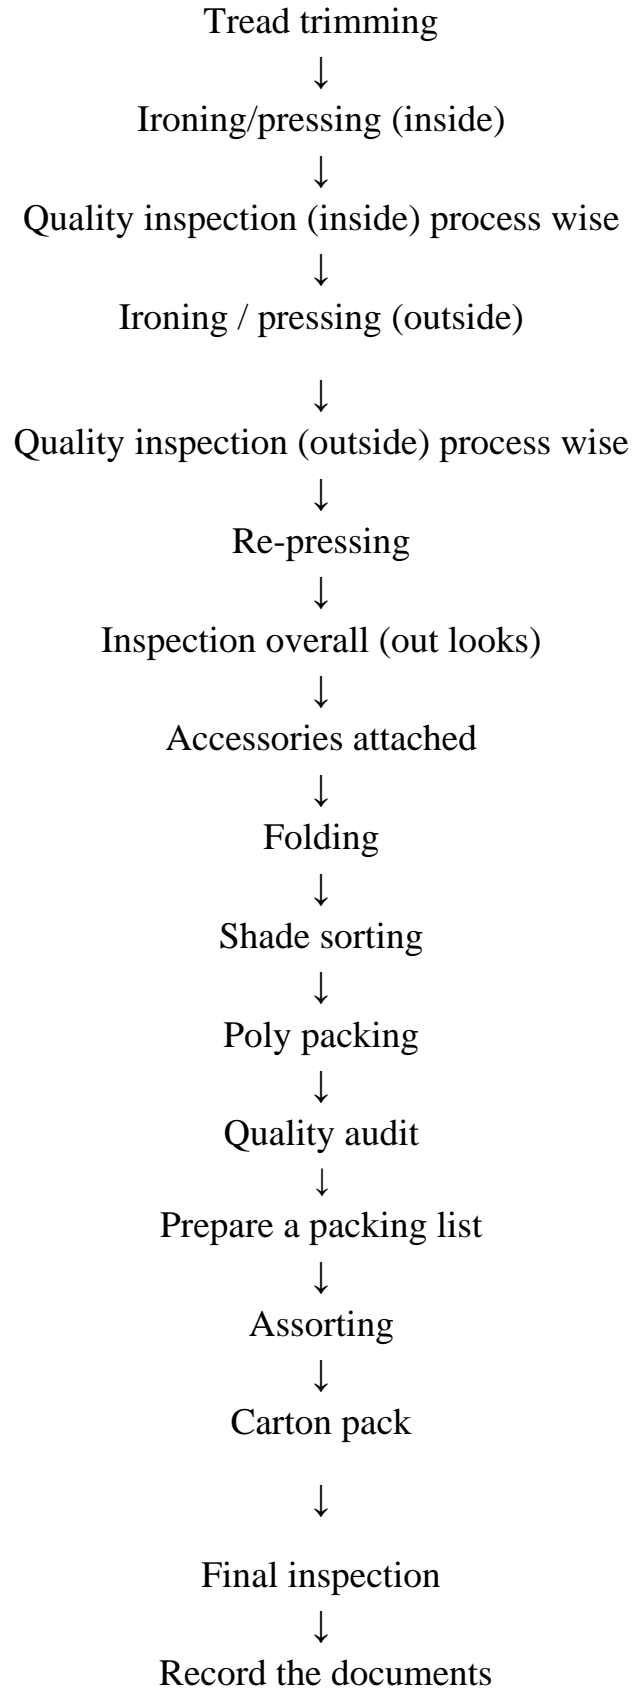 Tread trimming
↓
Ironing/pressing (inside)
↓
Quality inspection (inside) process wise
↓
Ironing / pressing (outside)
↓
Quality inspection (outside) process wise
↓
Re-pressing
↓
Inspection overall (out looks)
↓
Accessories attached
↓
Folding
↓
Shade sorting
↓
Poly packing
↓
Quality audit
↓
Prepare a packing list
↓
Assorting
↓
Carton pack
↓
Final inspection
↓
Record the documents